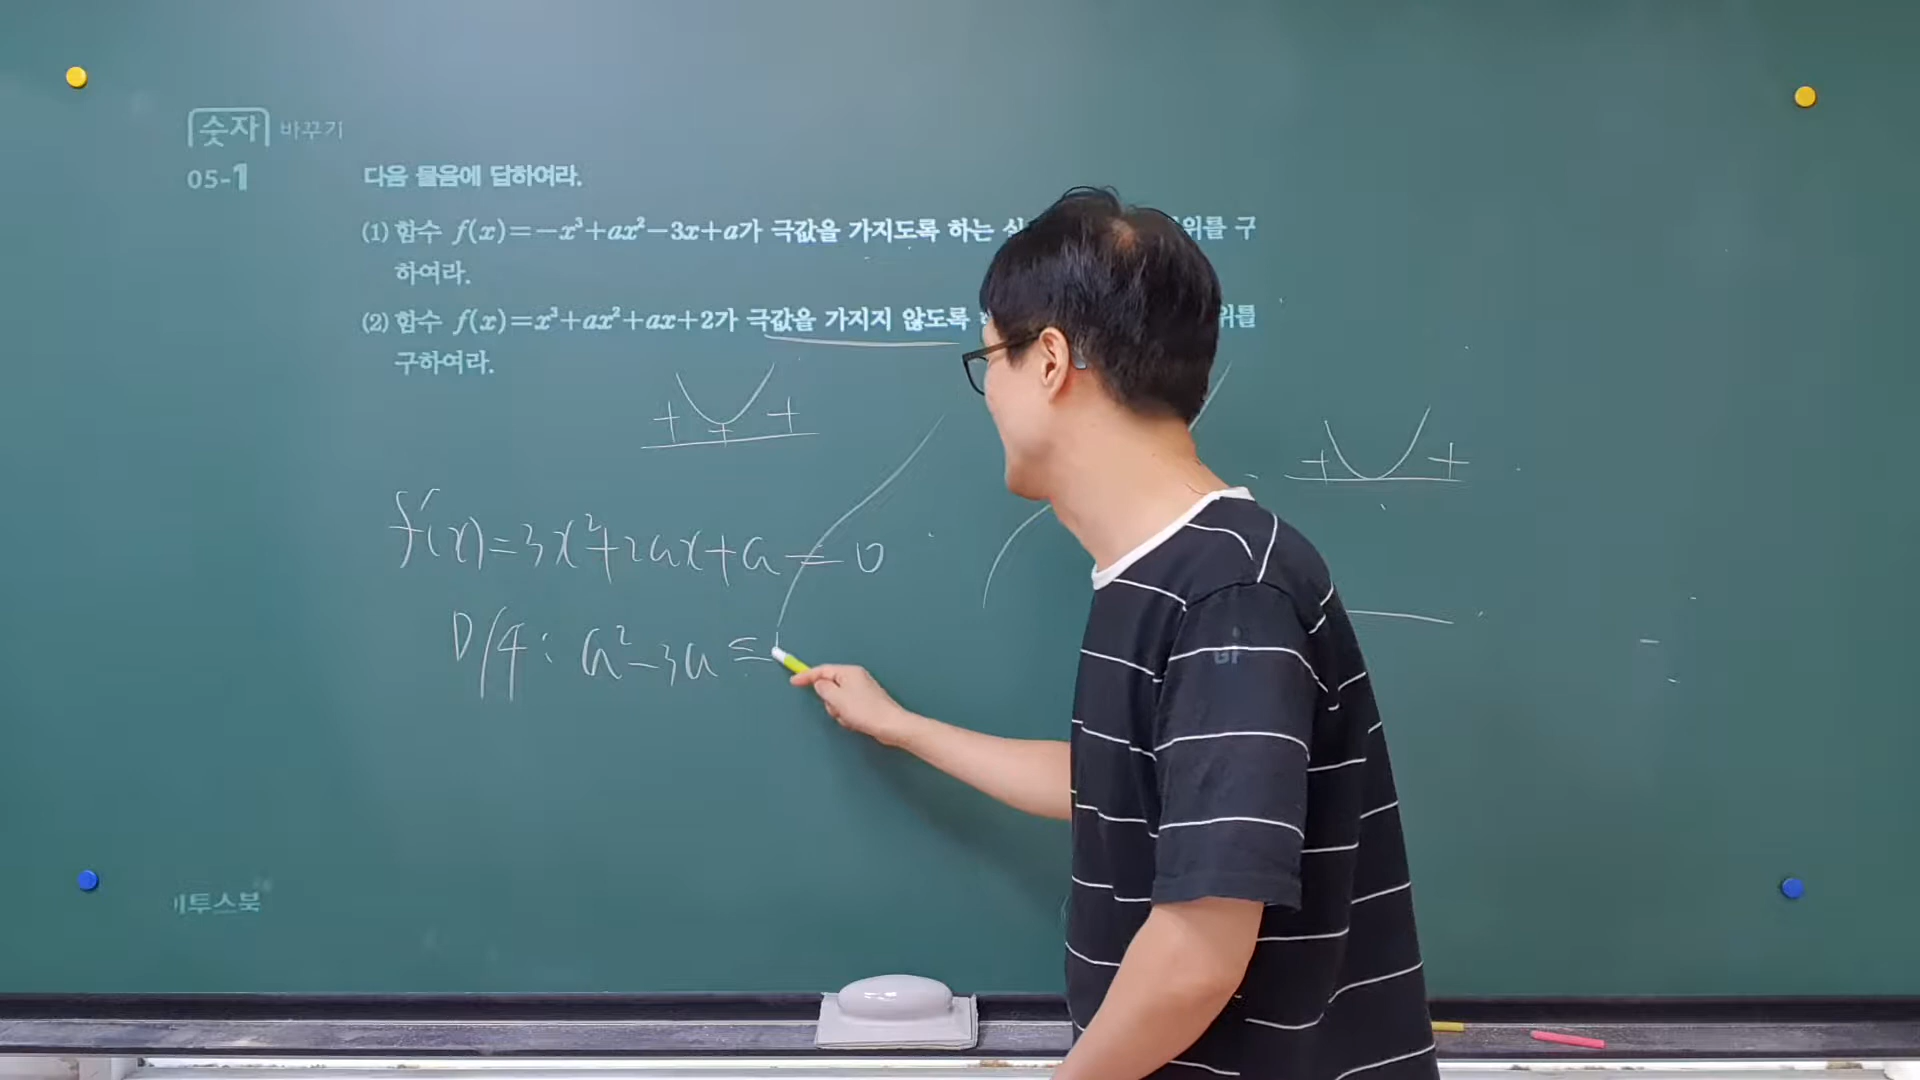 숫자 바꾸기
05-1
다음 물음에 답하여라.
(1) 함수 f(x)=-x³+ax²-3x+a가 극값을 가지도록 하는 위를 구
하여라.
(2) 함수 f(x)=x³+ax²+ax+2가 극값을 가지지 않도록 위를
구하여라.
+ + +
+ +
f'(x)=3x²+2ax+a=0
D/4: a²-3a≤
이투스북